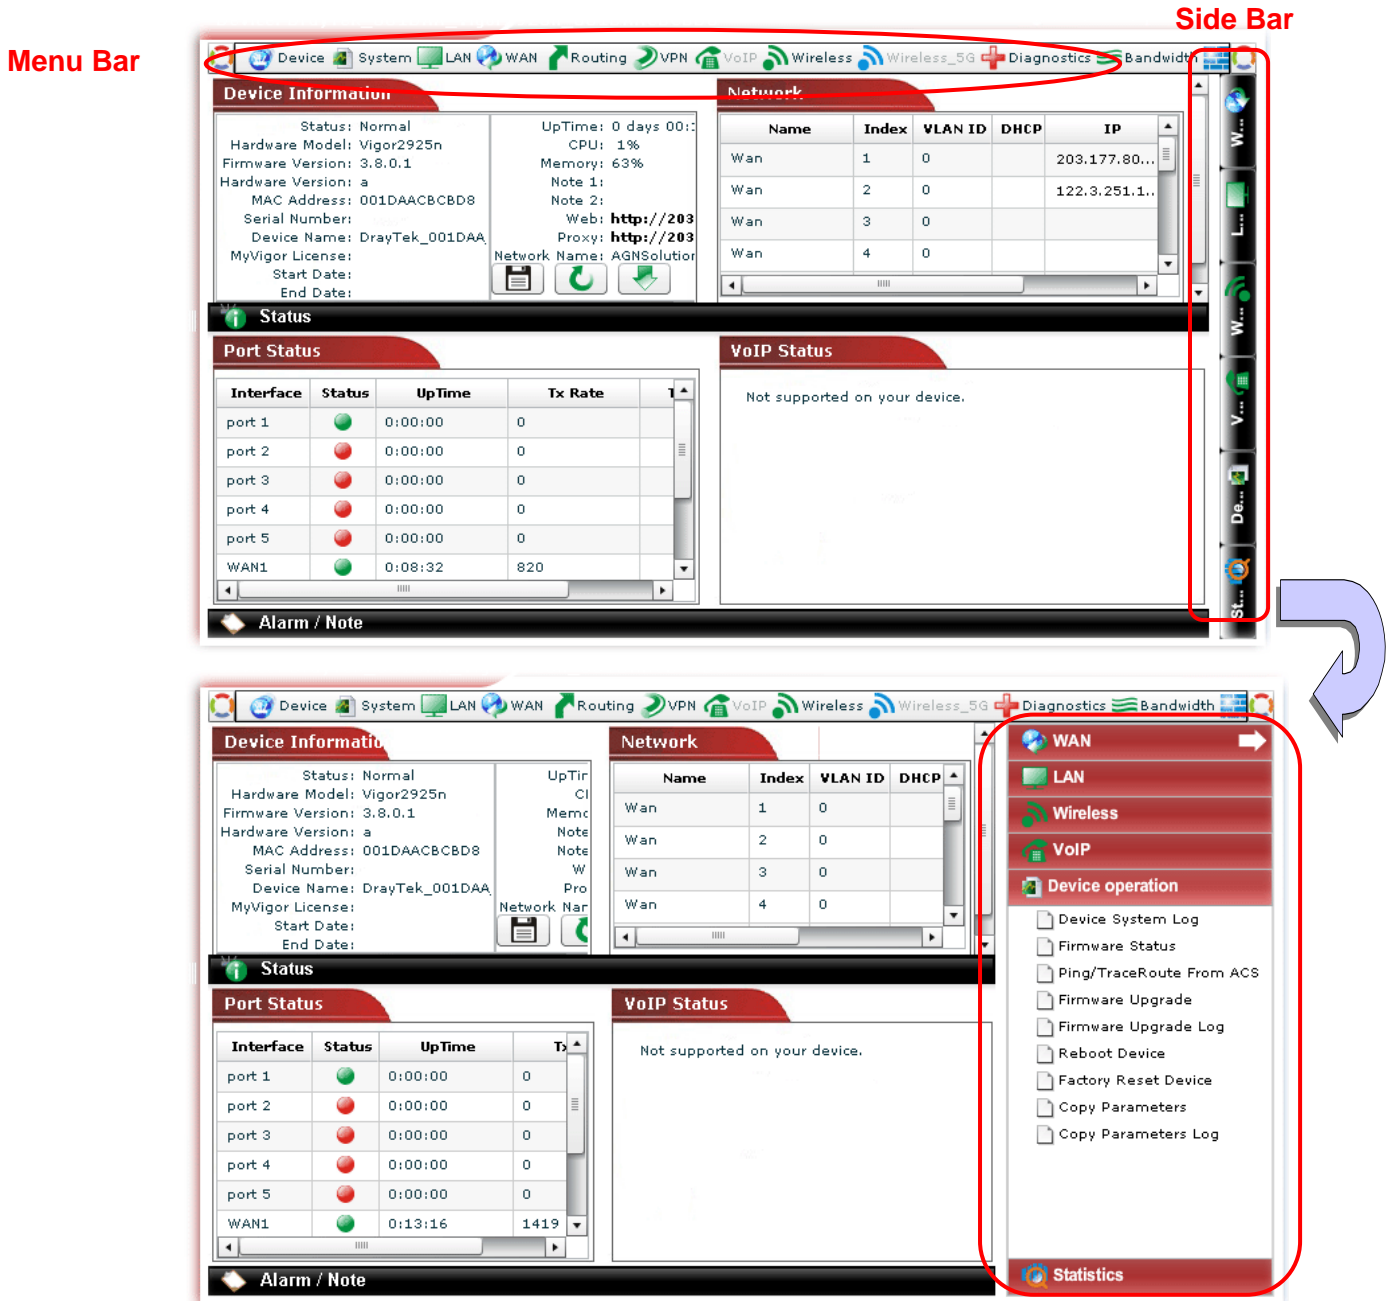 Side Bar
Menu Bar
Device System LAN WAN Routing VPN VoIP Wireless Wireless_5G Diagnostics Bandwidth
Device Information
Status: Normal
Hardware Model: Vigor2925n
Firmware Version: 3.8.0.1
Hardware Version: a
MAC Address: 001DAACBCBD8
Serial Number:
Device Name: DrayTek_001DAA
MyVigor License:
Start Date:
End Date:
UpTime: 0 days 00:
CPU: 1%
Memory: 63%
Note 1:
Note 2:
Web: http://203
Proxy: http://203
Network Name: AGNSolution
Network
Name Index VLAN ID DHCP IP
Wan 1 0 203.177.80...
Wan 2 0 122.3.251.1..
Wan 3 0
Wan 4 0
W...
L...
W...
V...
De...
St...
Status
Port Status
Interface Status UpTime Tx Rate T
port 1 0:00:00 0
port 2 0:00:00 0
port 3 0:00:00 0
port 4 0:00:00 0
port 5 0:00:00 0
WAN1 0:08:32 820
VoIP Status
Not supported on your device.
Alarm / Note
Device System LAN WAN Routing VPN VoIP Wireless Wireless_5G Diagnostics Bandwidth
Device Informatio
Status: Normal
Hardware Model: Vigor2925n
Firmware Version: 3.8.0.1
Hardware Version: a
MAC Address: 001DAACBCBD8
Serial Number:
Device Name: DrayTek_001DAA
MyVigor License:
Start Date:
End Date:
UpTir
Cl
Memo
Note
Note
W
Pro
Network Nar
Network
Name Index VLAN ID DHCP
Wan 1 0
Wan 2 0
Wan 3 0
Wan 4 0
Status
Port Status
Interface Status UpTime Tx
port 1 0:00:00 0
port 2 0:00:00 0
port 3 0:00:00 0
port 4 0:00:00 0
port 5 0:00:00 0
WAN1 0:13:16 1419
VoIP Status
Not supported on your device.
Alarm / Note
WAN
LAN
Wireless
VoIP
Device operation
Device System Log
Firmware Status
Ping/TraceRoute From ACS
Firmware Upgrade
Firmware Upgrade Log
Reboot Device
Factory Reset Device
Copy Parameters
Copy Parameters Log
Statistics